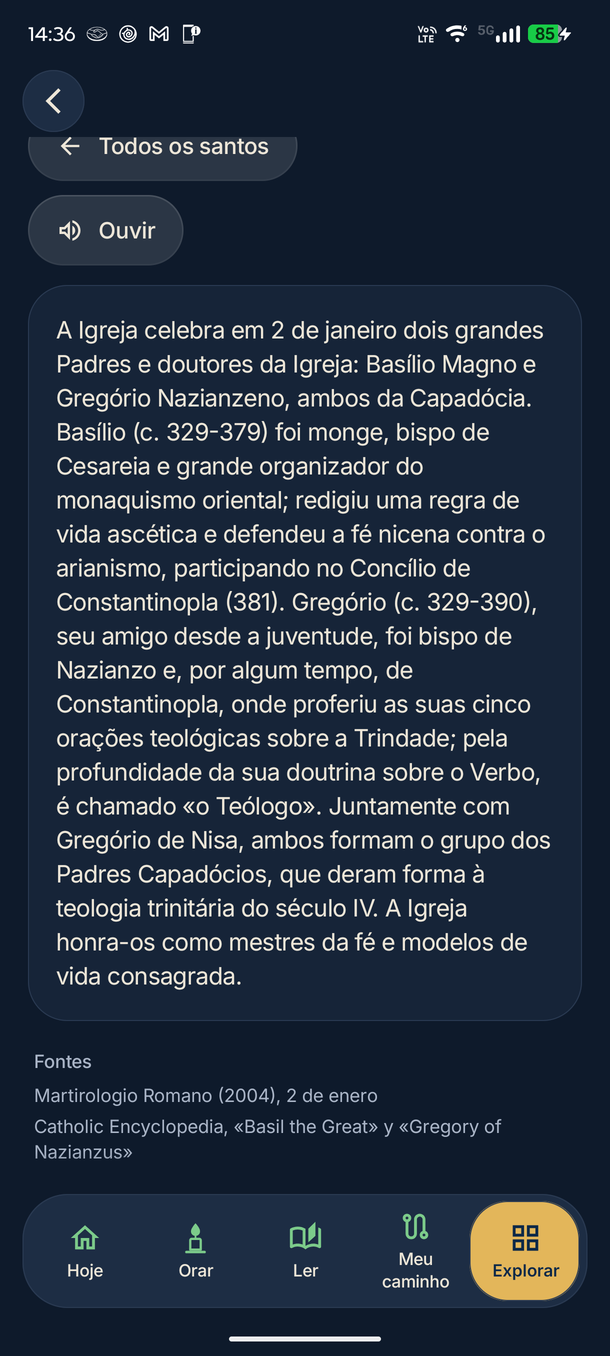 14:36
Vo
LTE
6
5G
85
Todos os santos
Ouvir
A Igreja celebra em 2 de janeiro dois grandes
Padres e doutores da Igreja: Basílio Magno e
Gregório Nazianzeno, ambos da Capadócia.
Basílio (c. 329-379) foi monge, bispo de
Cesareia e grande organizador do
monaquismo oriental; redigiu uma regra de
vida ascética e defendeu a fé nicena contra o
arianismo, participando no Concílio de
Constantinopla (381). Gregório (c. 329-390),
seu amigo desde a juventude, foi bispo de
Nazianzo e, por algum tempo, de
Constantinopla, onde proferiu as suas cinco
orações teológicas sobre a Trindade; pela
profundidade da sua doutrina sobre o Verbo,
é chamado «o Teólogo». Juntamente com
Gregório de Nisa, ambos formam o grupo dos
Padres Capadócios, que deram forma à
teologia trinitária do século IV. A Igreja
honra-os como mestres da fé e modelos de
vida consagrada.
Fontes
Martirologio Romano (2004), 2 de enero
Catholic Encyclopedia, «Basil the Great» y «Gregory of
Nazianzus»
Hoje
Orar
Ler
Meu
caminho
Explorar